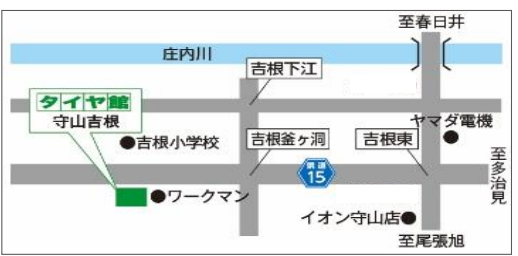 至春日井
庄内川
吉根下江
タイヤ館
守山吉根
ヤマダ電機
吉根小学校
吉根釜ヶ洞
吉根東
至多治見
県道
15
ワークマン
イオン守山店
至尾張旭